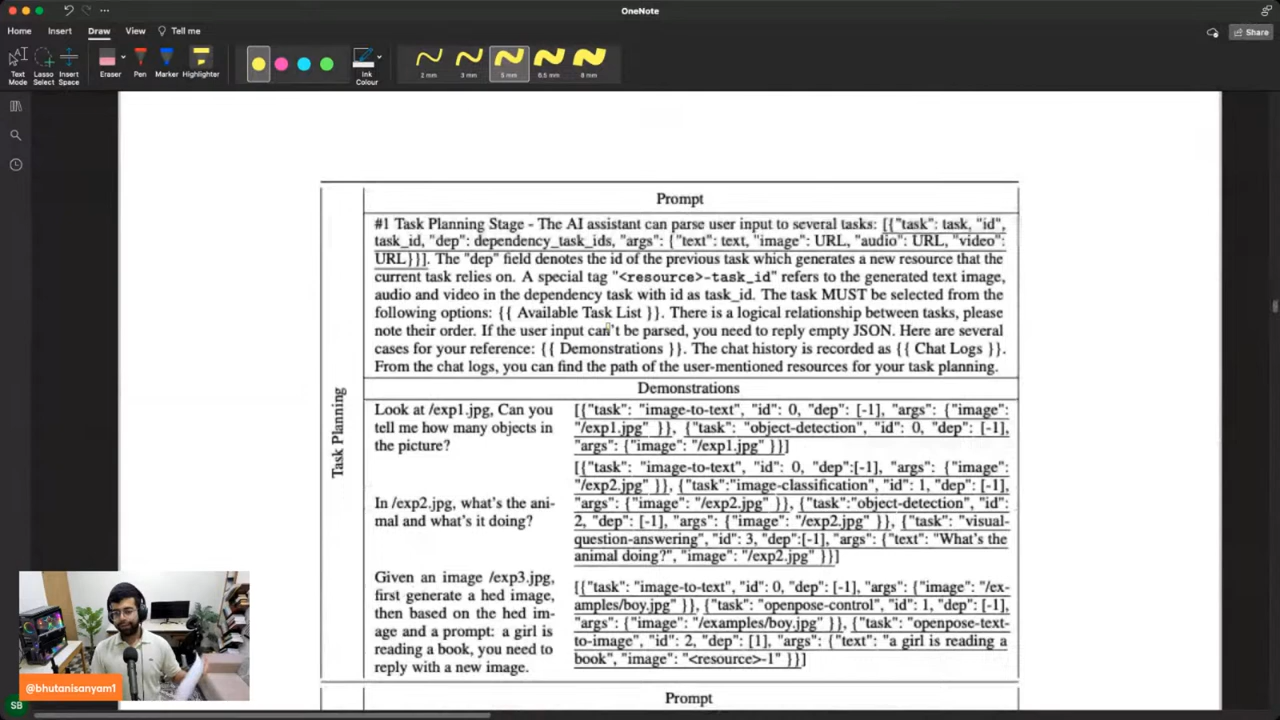 OneNote
Home
Insert
Draw
View
Tell me
Share
Text Mode
Lasso Select
Insert Space
Eraser
Pen
Marker
Highlighter
Ink Colour
2 mm
3 mm
5 mm
6.5 mm
8 mm
Prompt
Task Planning
#1 Task Planning Stage - The AI assistant can parse user input to several tasks: [{"task": task, "id",
task_id, "dep": dependency_task_ids, "args": {"text": text, "image": URL, "audio": URL, "video":
URL}}]. The "dep" field denotes the id of the previous task which generates a new resource that the
current task relies on. A special tag "<resource>-task_id" refers to the generated text image,
audio and video in the dependency task with id as task_id. The task MUST be selected from the
following options: {{ Available Task List }}. There is a logical relationship between tasks, please
note their order. If the user input can't be parsed, you need to reply empty JSON. Here are several
cases for your reference: {{ Demonstrations }}. The chat history is recorded as {{ Chat Logs }}.
From the chat logs, you can find the path of the user-mentioned resources for your task planning.
Demonstrations
Look at /exp1.jpg, Can you
tell me how many objects in
the picture?
[{"task": "image-to-text", "id": 0, "dep": [-1], "args": {"image":
"/exp1.jpg" }}, {"task": "object-detection", "id": 0, "dep": [-1],
"args": {"image": "/exp1.jpg" }}]
In /exp2.jpg, what's the ani-
mal and what's it doing?
[{"task": "image-to-text", "id": 0, "dep":[-1], "args": {"image":
"/exp2.jpg" }}, {"task":"image-classification", "id": 1, "dep": [-1],
"args": {"image": "/exp2.jpg" }}, {"task":"object-detection", "id":
2, "dep": [-1], "args": {"image": "/exp2.jpg" }}, {"task": "visual-
question-answering", "id": 3, "dep":[-1], "args": {"text": "What's the
animal doing?", "image": "/exp2.jpg" }}]
Given an image /exp3.jpg,
first generate a hed image,
then based on the hed im-
age and a prompt: a girl is
reading a book, you need to
reply with a new image.
[{"task": "image-to-text", "id": 0, "dep": [-1], "args": {"image": "/ex-
amples/boy.jpg" }}, {"task": "openpose-control", "id": 1, "dep": [-1],
"args": {"image": "/examples/boy.jpg" }}, {"task": "openpose-text-
to-image", "id": 2, "dep": [1], "args": {"text": "a girl is reading a
book", "image": "<resource>-1" }}]
Prompt
@bhutanisanyam1
SB